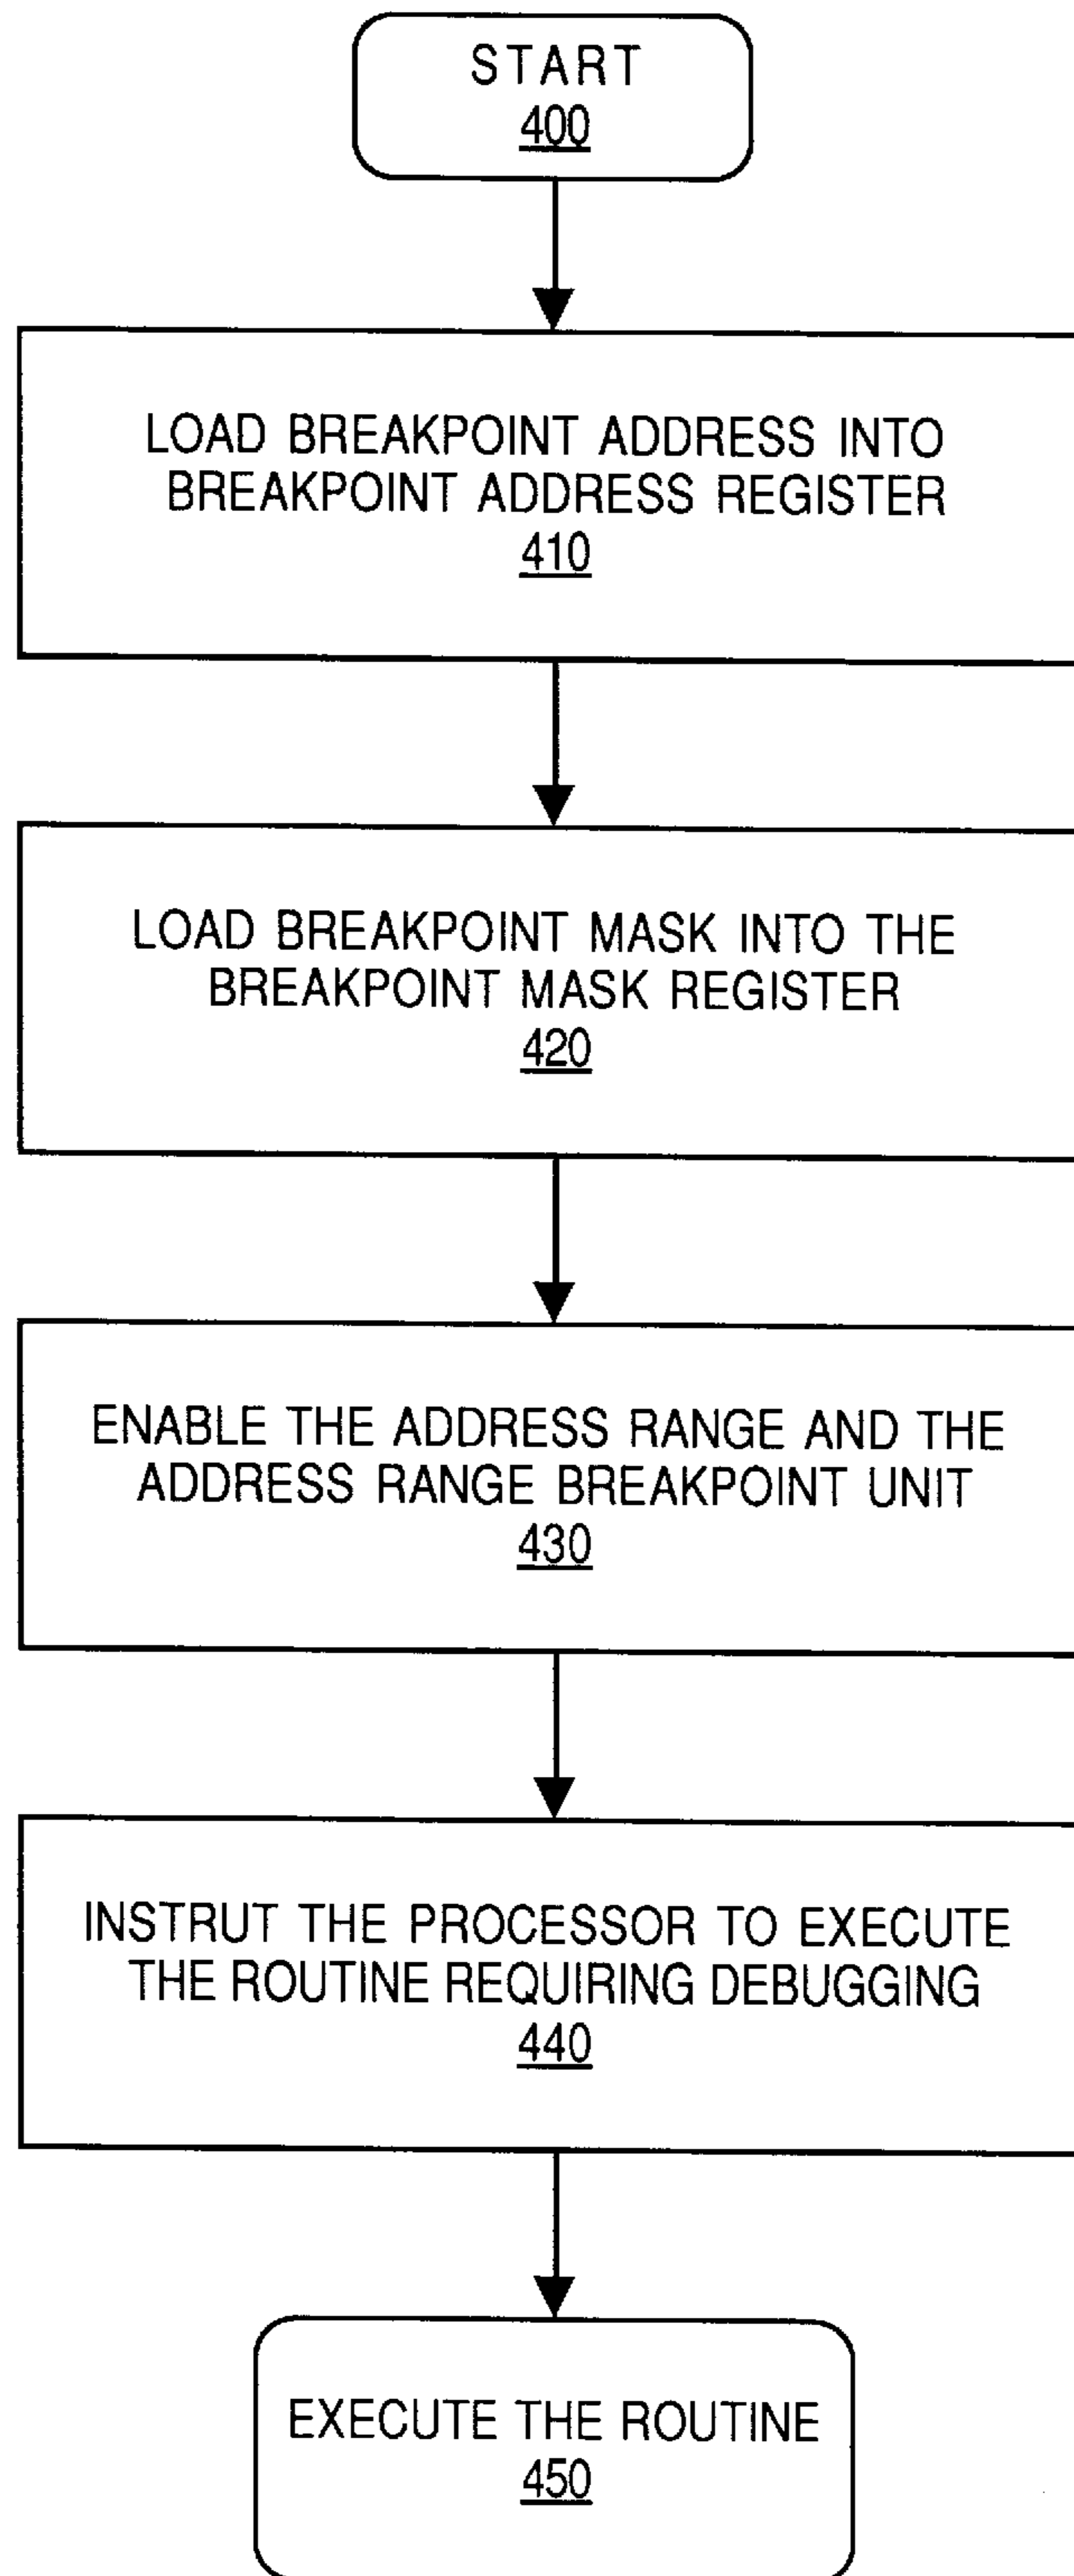 START
400
LOAD BREAKPOINT ADDRESS INTO
BREAKPOINT ADDRESS REGISTER
410
LOAD BREAKPOINT MASK INTO THE
BREAKPOINT MASK REGISTER
420
ENABLE THE ADDRESS RANGE AND THE
ADDRESS RANGE BREAKPOINT UNIT
430
INSTRUT THE PROCESSOR TO EXECUTE
THE ROUTINE REQUIRING DEBUGGING
440
EXECUTE THE ROUTINE
450